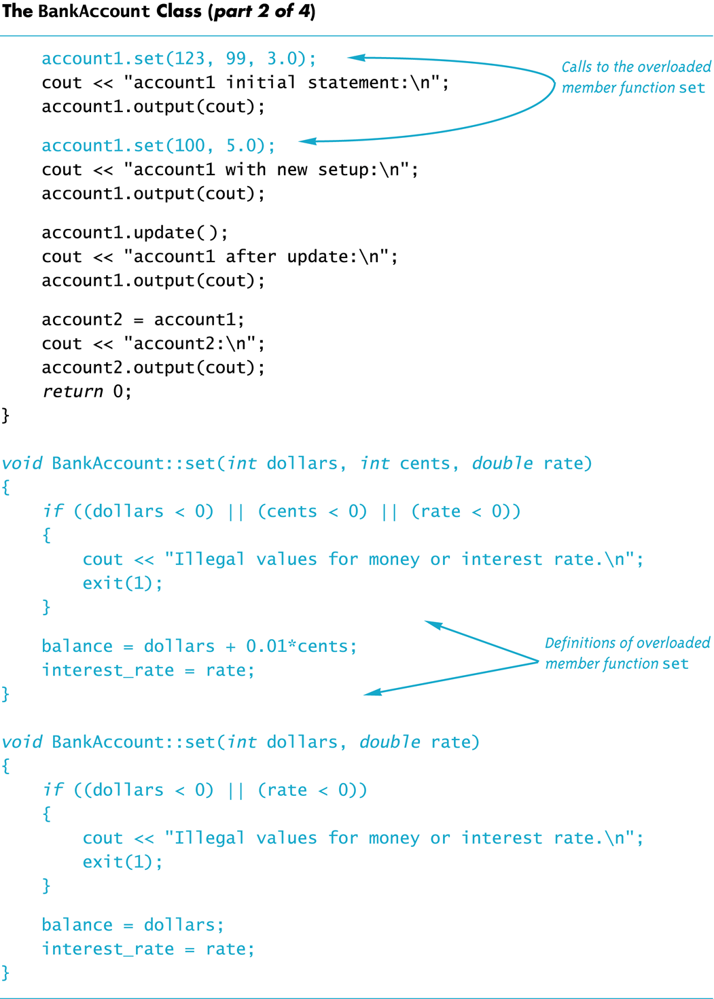 The BankAccount Class (part 2 of 4)
    account1.set(123, 99, 3.0);
    cout << "account1 initial statement:\n";
    account1.output(cout);
Calls to the overloaded
member function set
    account1.set(100, 5.0);
    cout << "account1 with new setup:\n";
    account1.output(cout);
    account1.update();
    cout << "account1 after update:\n";
    account1.output(cout);
    account2 = account1;
    cout << "account2:\n";
    account2.output(cout);
    return 0;
}
void BankAccount::set(int dollars, int cents, double rate)
{
    if ((dollars < 0) || (cents < 0) || (rate < 0))
    {
        cout << "Illegal values for money or interest rate.\n";
        exit(1);
    }
    balance = dollars + 0.01*cents;
    interest_rate = rate;
}
Definitions of overloaded
member function set
void BankAccount::set(int dollars, double rate)
{
    if ((dollars < 0) || (rate < 0))
    {
        cout << "Illegal values for money or interest rate.\n";
        exit(1);
    }
    balance = dollars;
    interest_rate = rate;
}